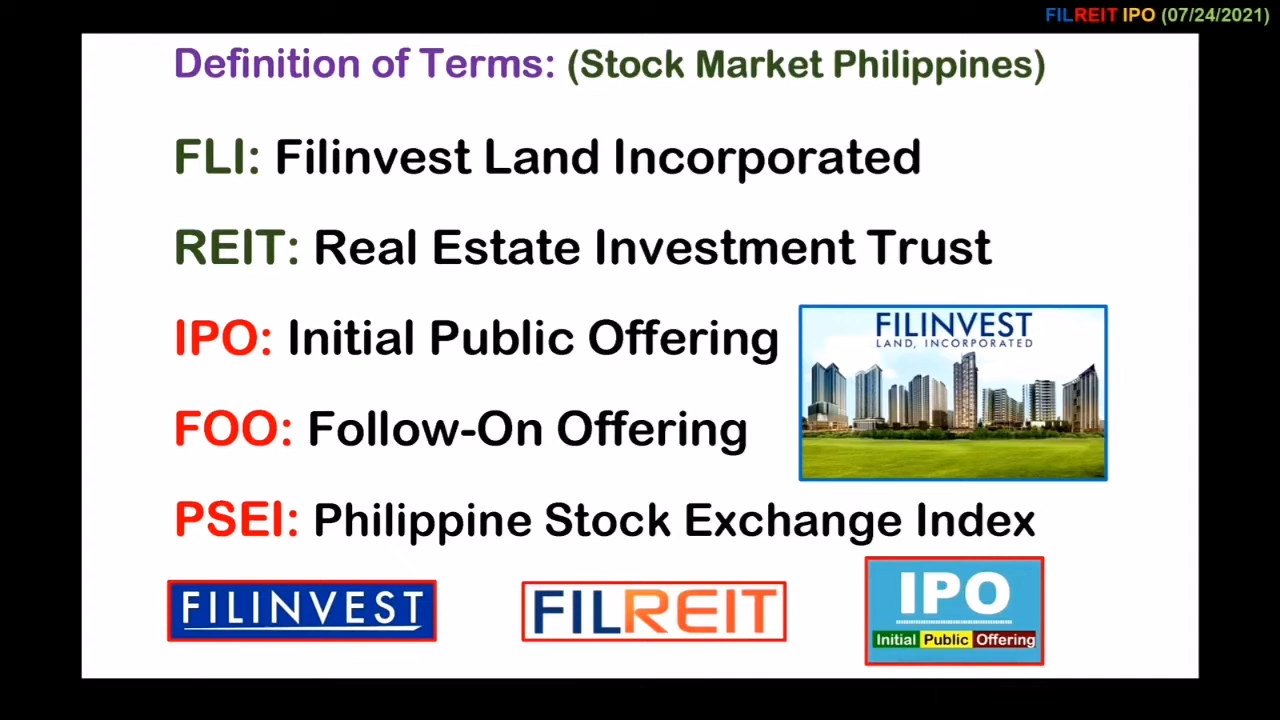 FILREIT IPO (07/24/2021)
Definition of Terms: (Stock Market Philippines)
FLI: Filinvest Land Incorporated
REIT: Real Estate Investment Trust
IPO: Initial Public Offering
FILINVEST
LAND, INCORPORATED
FOO: Follow-On Offering
PSEI: Philippine Stock Exchange Index
FILINVEST
FILREIT
IPO
Initial Public Offering